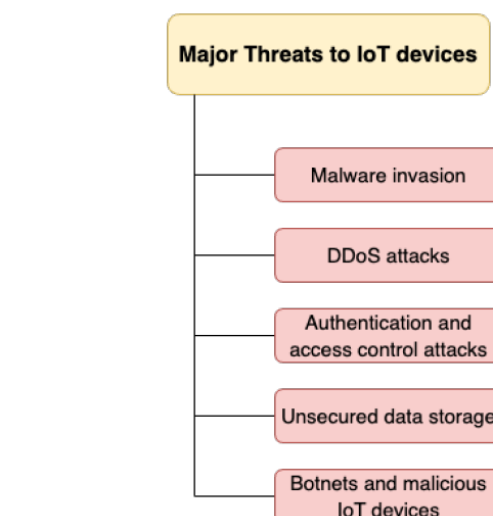 Major Threats to IoT devices
Malware invasion
DDoS attacks
Authentication and
access control attacks
Unsecured data storage
Botnets and malicious
IoT devices